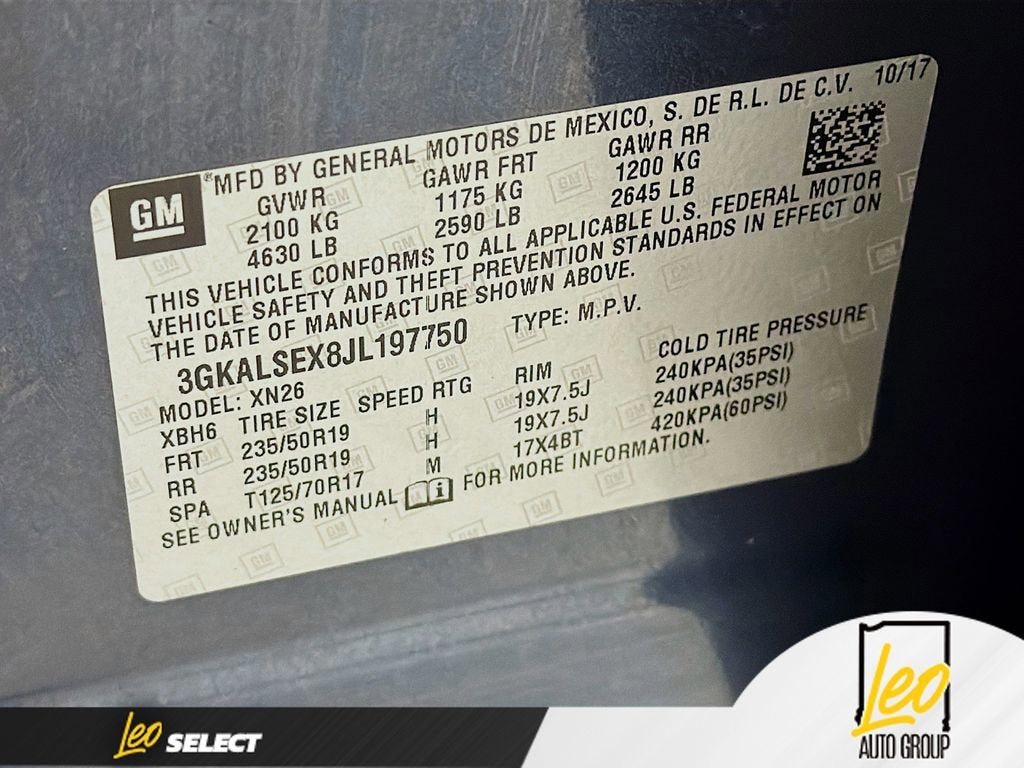 GM
®MFD BY GENERAL MOTORS DE MEXICO, S. DE R.L. DE C.V. 10/17
GVWR GAWR FRT GAWR RR
2100 KG 1175 KG 1200 KG
4630 LB 2590 LB 2645 LB
THIS VEHICLE CONFORMS TO ALL APPLICABLE U.S. FEDERAL MOTOR
VEHICLE SAFETY AND THEFT PREVENTION STANDARDS IN EFFECT ON
THE DATE OF MANUFACTURE SHOWN ABOVE.
3GKALSEX8JL197750 TYPE: M.P.V.
MODEL: XN26
XBH6 TIRE SIZE SPEED RTG RIM COLD TIRE PRESSURE
FRT 235/50R19 H 19X7.5J 240KPA(35PSI)
RR 235/50R19 H 19X7.5J 240KPA(35PSI)
SPA T125/70R17 M 17X4BT 420KPA(60PSI)
SEE OWNER'S MANUAL i FOR MORE INFORMATION.
Leo SELECT
Leo
AUTO GROUP